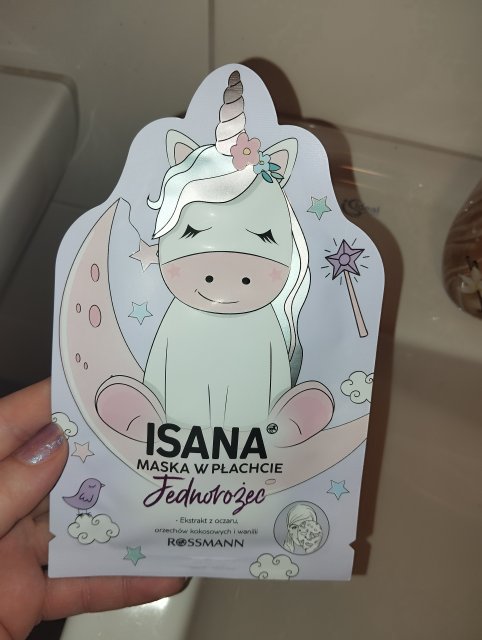 ISANA
MASKA W PŁACHCIE
Jednorożec
- Ekstrakt z oczaru,
orzechów kokosowych i wanilii
ROSSMANN